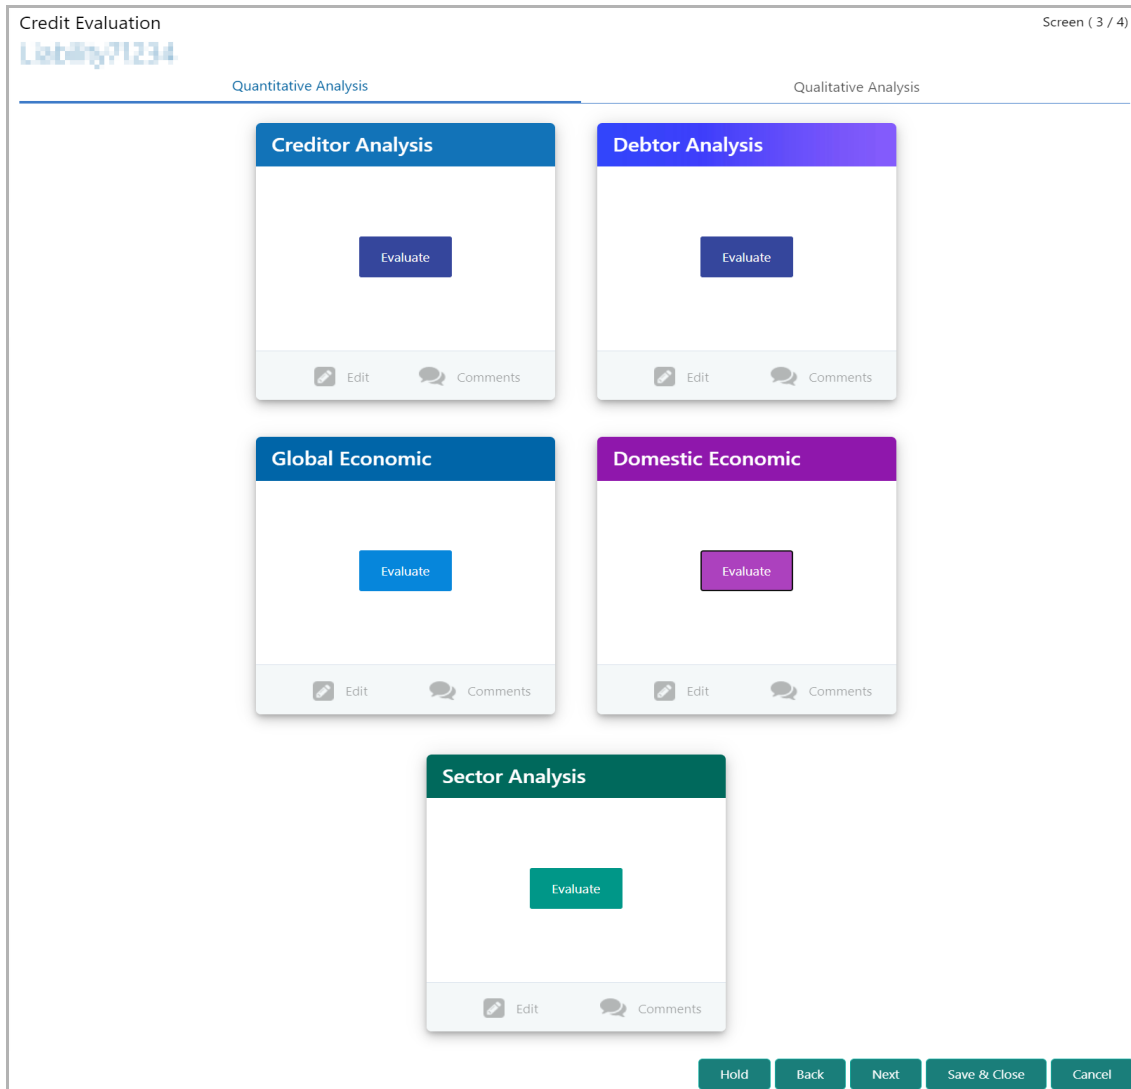 Credit Evaluation
Screen ( 3 / 4)
Quantitative Analysis
Qualitative Analysis
Creditor Analysis
Debtor Analysis
Evaluate
Evaluate
Edit
Comments
Edit
Comments
Global Economic
Domestic Economic
Evaluate
Evaluate
Edit
Comments
Edit
Comments
Sector Analysis
Evaluate
Edit
Comments
Hold
Back
Next
Save & Close
Cancel